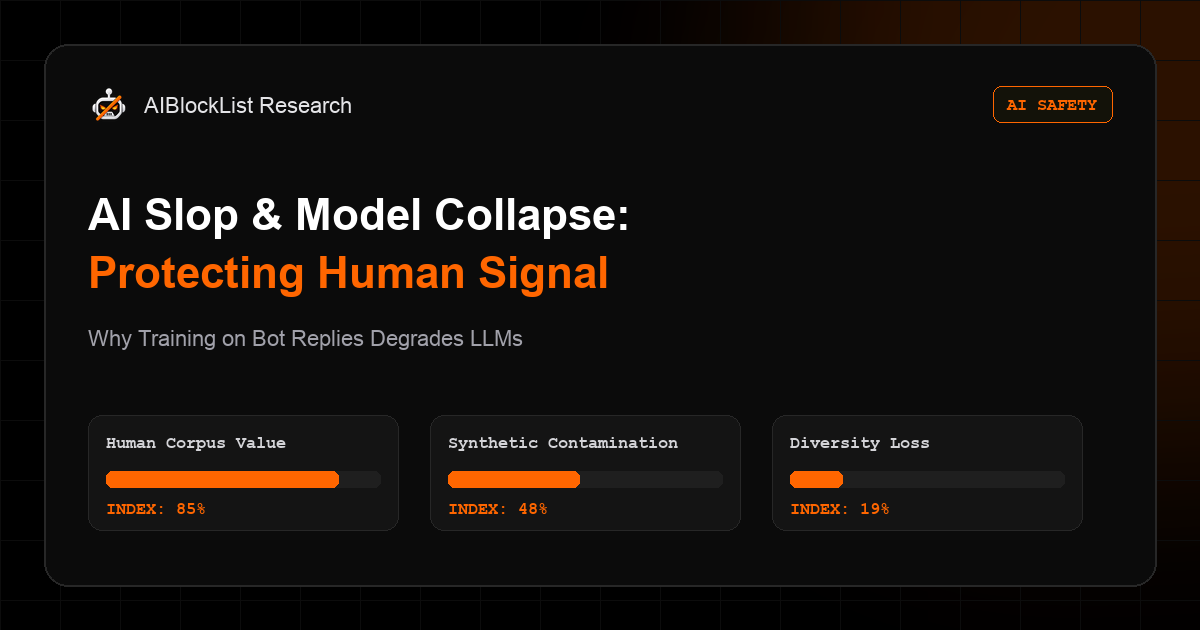 AIBlockList Research
AI SAFETY
AI Slop & Model Collapse:
Protecting Human Signal
Why Training on Bot Replies Degrades LLMs
Human Corpus Value
INDEX: 85%
Synthetic Contamination
INDEX: 48%
Diversity Loss
INDEX: 19%